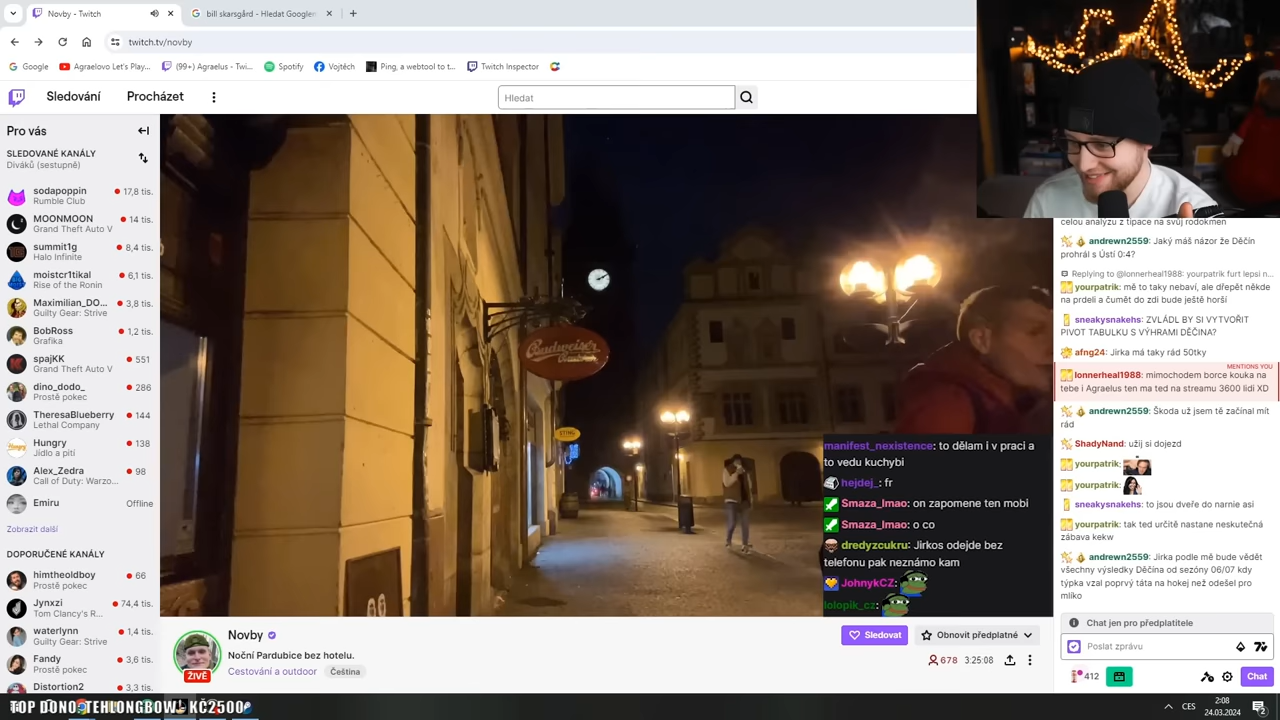 Novby - Twitch
bill skarsgård - Hledat Google
twitch.tv/novby
Google
Agraelovo Let's Play...
(99+) Agraelus - Twi...
Spotify
Vojtěch
Ping, a webtool to t...
Twitch Inspector
Sledování
Procházet
Hledat
Pro vás
SLEDOVANÉ KANÁLY
Diváků (sestupně)
sodapoppin
17,8 tis.
Rumble Club
MOONMOON
14 tis.
Grand Theft Auto V
summit1g
8,4 tis.
Halo Infinite
moistcr1tikal
6,1 tis.
Rise of the Ronin
Maximilian_DO...
3,8 tis.
Guilty Gear: Strive
BobRoss
1,2 tis.
Grafika
spajKK
551
Grand Theft Auto V
dino_dodo_
286
Prostě pokec
TheresaBlueberry
144
Lethal Company
Hungry
138
Jídlo a pití
Alex_Zedra
98
Call of Duty: Warzo...
Emiru
Offline
Zobrazit další
DOPORUČENÉ KANÁLY
himtheoldboy
66
Prostě pokec
Jynxzi
74,4 tis.
Tom Clancy's R...
waterlynn
1,4 tis.
Guilty Gear: Strive
Fandy
3,6 tis.
Prostě pokec
Distortion2
3,3 tis.
TOP DONO: TEHLONGBOW - KČ2500
Budweiser
manifest_nexistence: to dělám i v praci a
to vedu kuchybi
hejdej_: fr
Smaza_lmao: on zapomene ten mobi
Smaza_lmao: o co
dredyzcukru: Jirkos odejde bez
telefonu pak neznámo kam
JohnykCZ:
lolopik_cz:
Novby
Noční Pardubice bez hotelu.
Cestování a outdoor
Čeština
ŽIVĚ
Sledovat
Obnovit předplatné
678
3:25:08
celou analýzu z tipace na svůj rodokmen
andrewn2559: Jaký máš názor že Děčín
prohrál s Ústí 0:4?
Replying to @lonnerheal1988: yourpatrik furt lepsi n...
yourpatrik: mě to taky nebaví, ale dřepět někde
na prdeli a čumět do zdi bude ještě horší
sneakysnakehs: ZVLÁDL BY SI VYTVOŘIT
PIVOT TABULKU S VÝHRAMI DĚČÍNA?
afng24: Jirka má taky rád 50tky
MENTIONS YOU
lonnerheal1988: mimochodem borce kouka na
tebe i Agraelus ten ma ted na streamu 3600 lidi XD
andrewn2559: Škoda už jsem tě začínal mít
rád
ShadyNand: užij si dojezd
yourpatrik:
yourpatrik:
sneakysnakehs: to jsou dveře do narnie asi
yourpatrik: tak ted určitě nastane neskutečná
zábava kekw
andrewn2559: Jirka podle mě bude vědět
všechny výsledky Děčína od sezóny 06/07 kdy
týpka vzal poprvý táta na hokej než odešel pro
mlíko
Chat jen pro předplatitele
Poslat zprávu
412
Chat
CES
2:08
24.03.2024
2